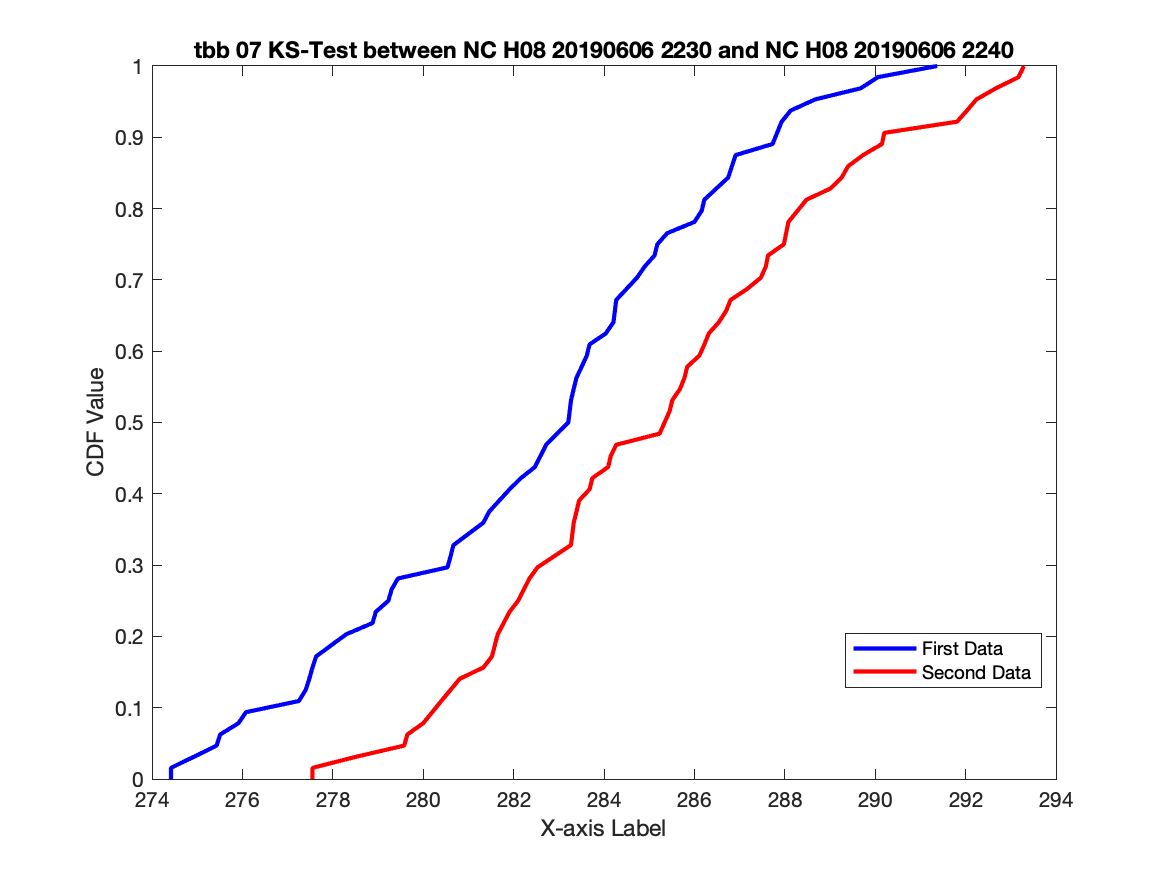 tbb 07 KS-Test between NC H08 20190606 2230 and NC H08 20190606 2240
1
0.9
0.8
0.7
0.6
0.5
0.4
0.3
0.2
0.1
0
CDF Value
First Data
Second Data
274 276 278 280 282 284 286 288 290 292 294
X-axis Label